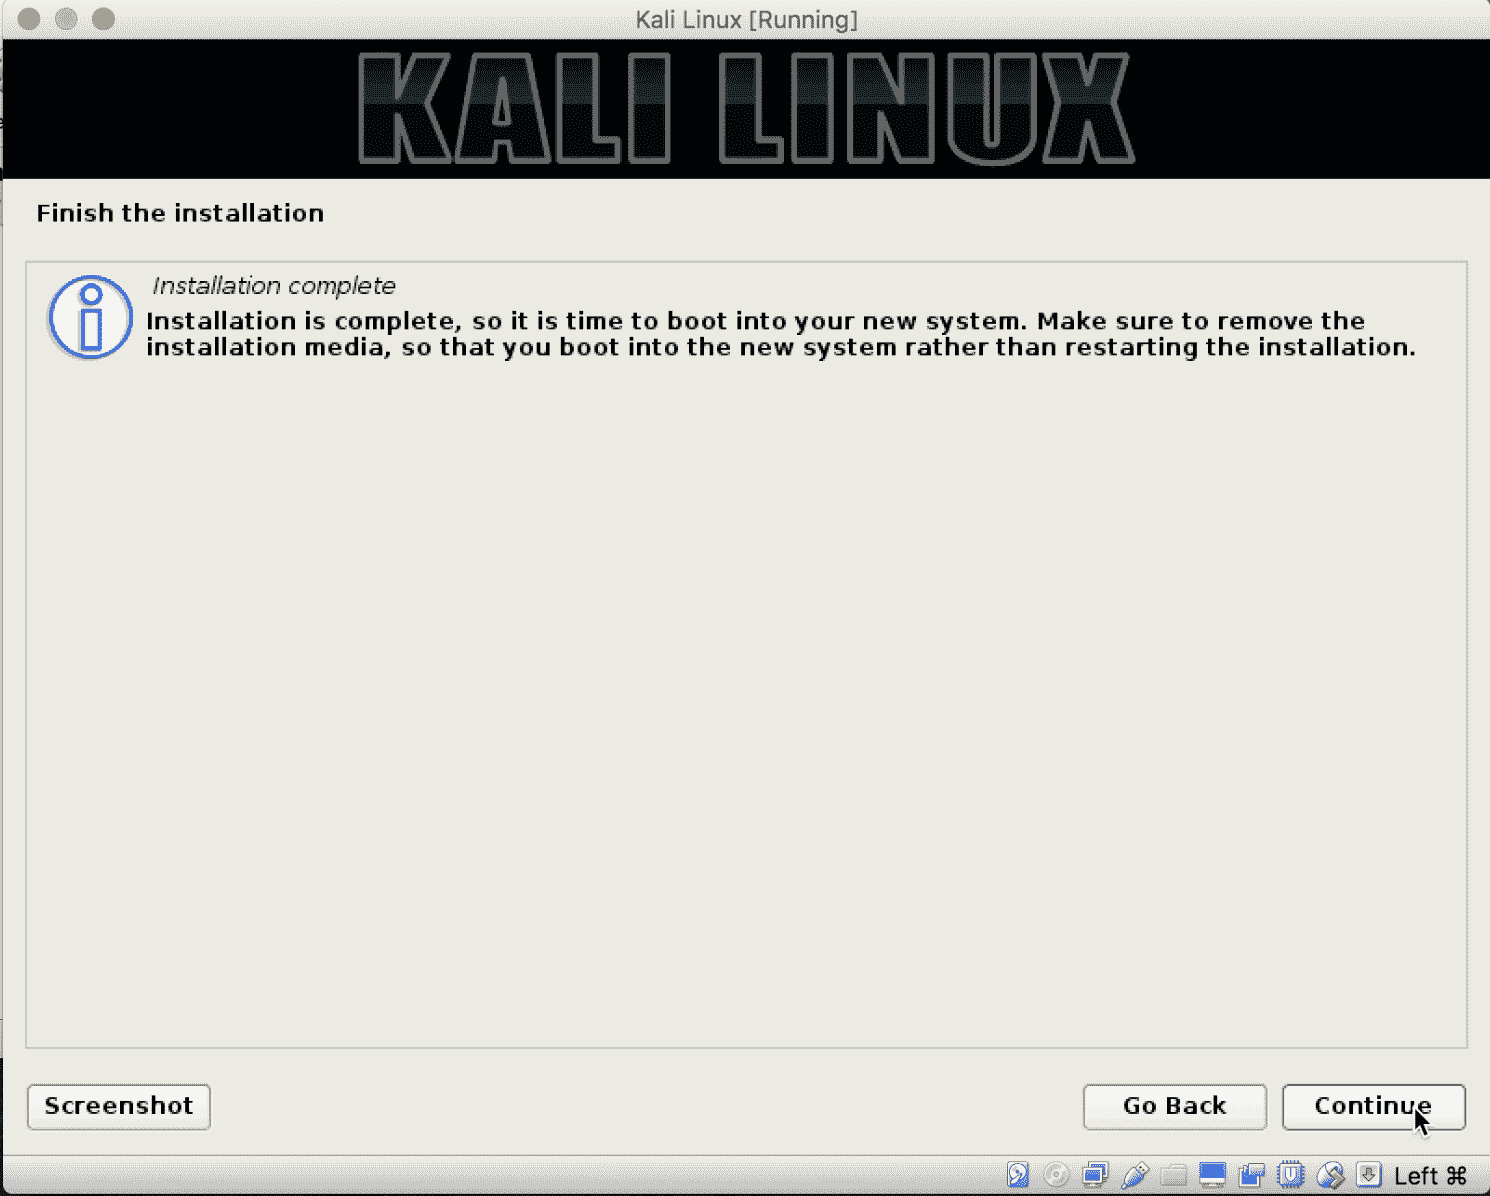 Kali Linux [Running]
KALI LINUX
Finish the installation
Installation complete
Installation is complete, so it is time to boot into your new system. Make sure to remove the
installation media, so that you boot into the new system rather than restarting the installation.
Screenshot
Go Back
Continue
Left ⌘